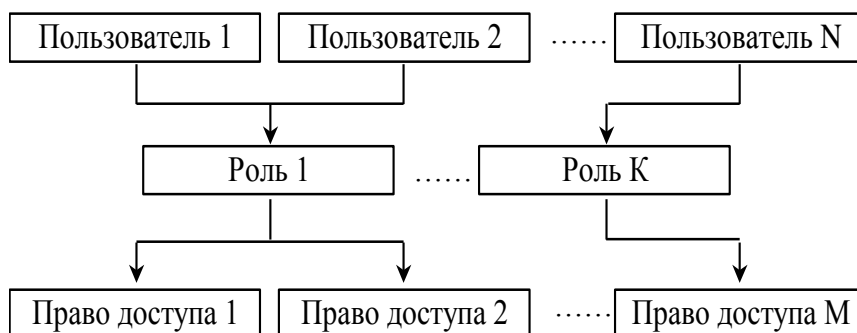 Пользователь 1 Пользователь 2 ...... Пользователь N
Роль 1 ...... Роль К
Право доступа 1 Право доступа 2 ...... Право доступа М